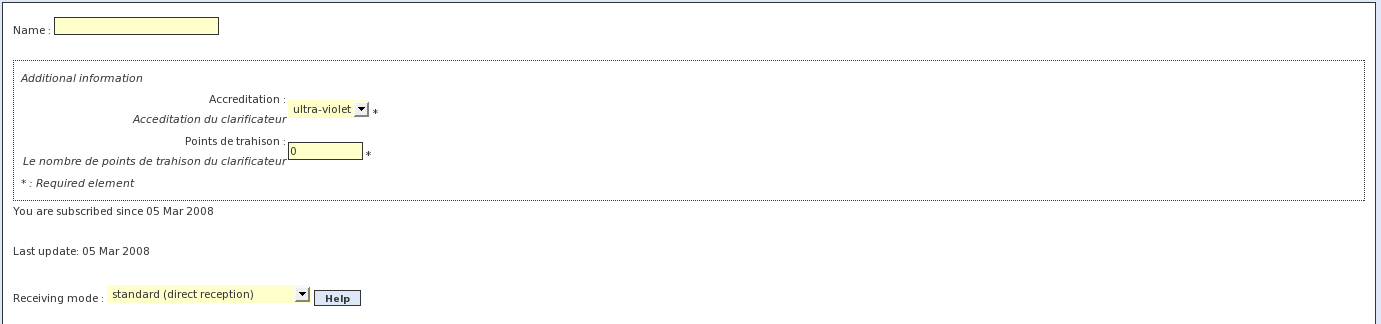 Name :
Additional information
Accreditation :
ultra-violet *
Acceditation du clarificateur
Points de trahison :
0 *
Le nombre de points de trahison du clarificateur
* : Required element
You are subscribed since 05 Mar 2008
Last update: 05 Mar 2008
Receiving mode : standard (direct reception) Help